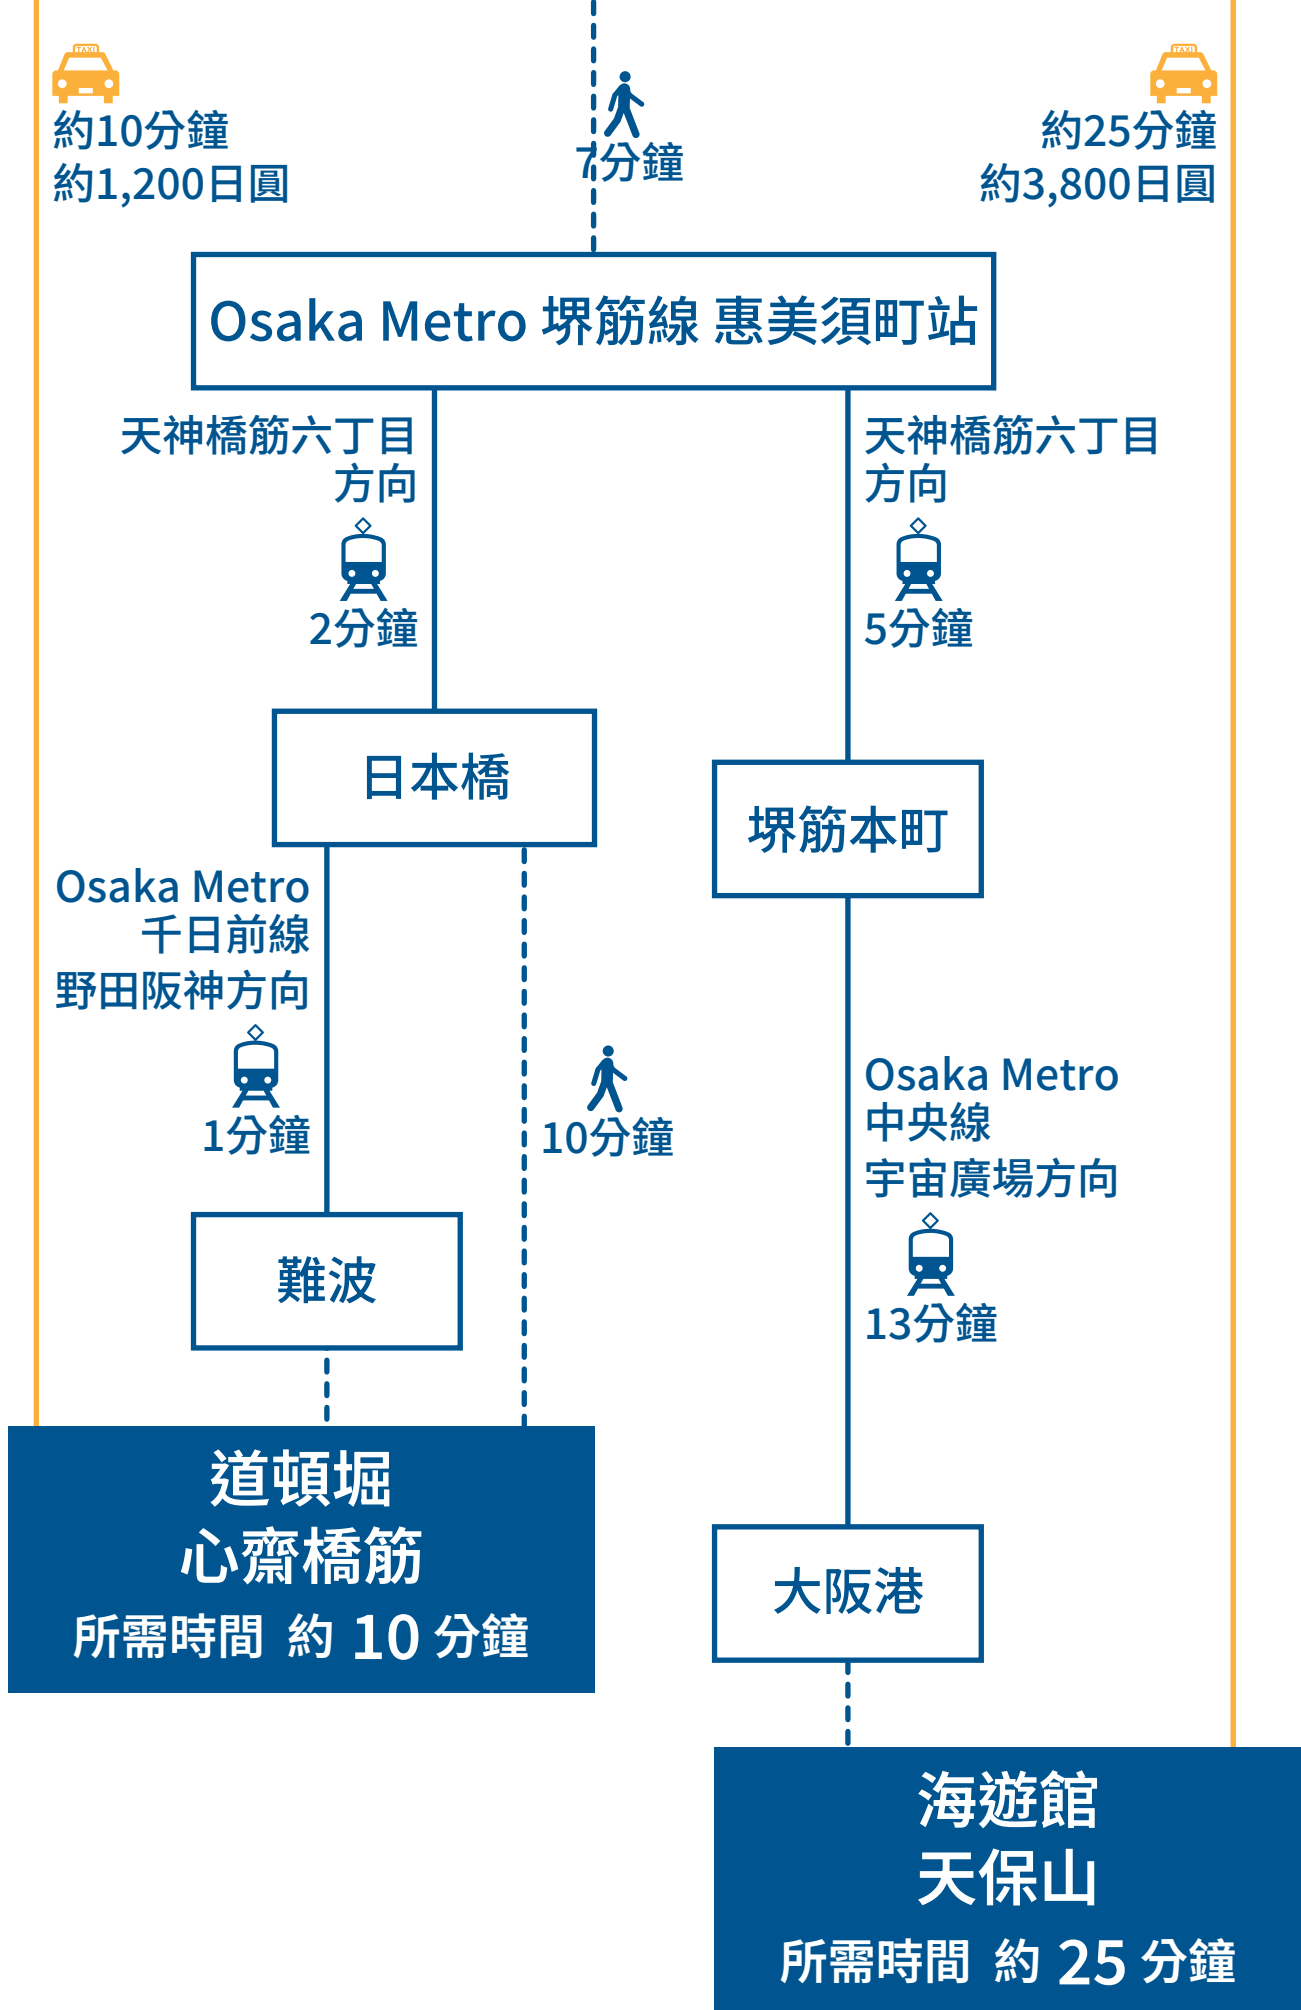 TAXI
約10分鐘
約1,200日圓
7分鐘
TAXI
約25分鐘
約3,800日圓
Osaka Metro 堺筋線 惠美須町站
天神橋筋六丁目
方向
2分鐘
天神橋筋六丁目
方向
5分鐘
日本橋
堺筋本町
Osaka Metro
千日前線
野田阪神方向
1分鐘
10分鐘
Osaka Metro
中央線
宇宙廣場方向
13分鐘
難波
道頓堀
心齋橋筋
所需時間 約 10 分鐘
大阪港
海遊館
天保山
所需時間 約 25 分鐘